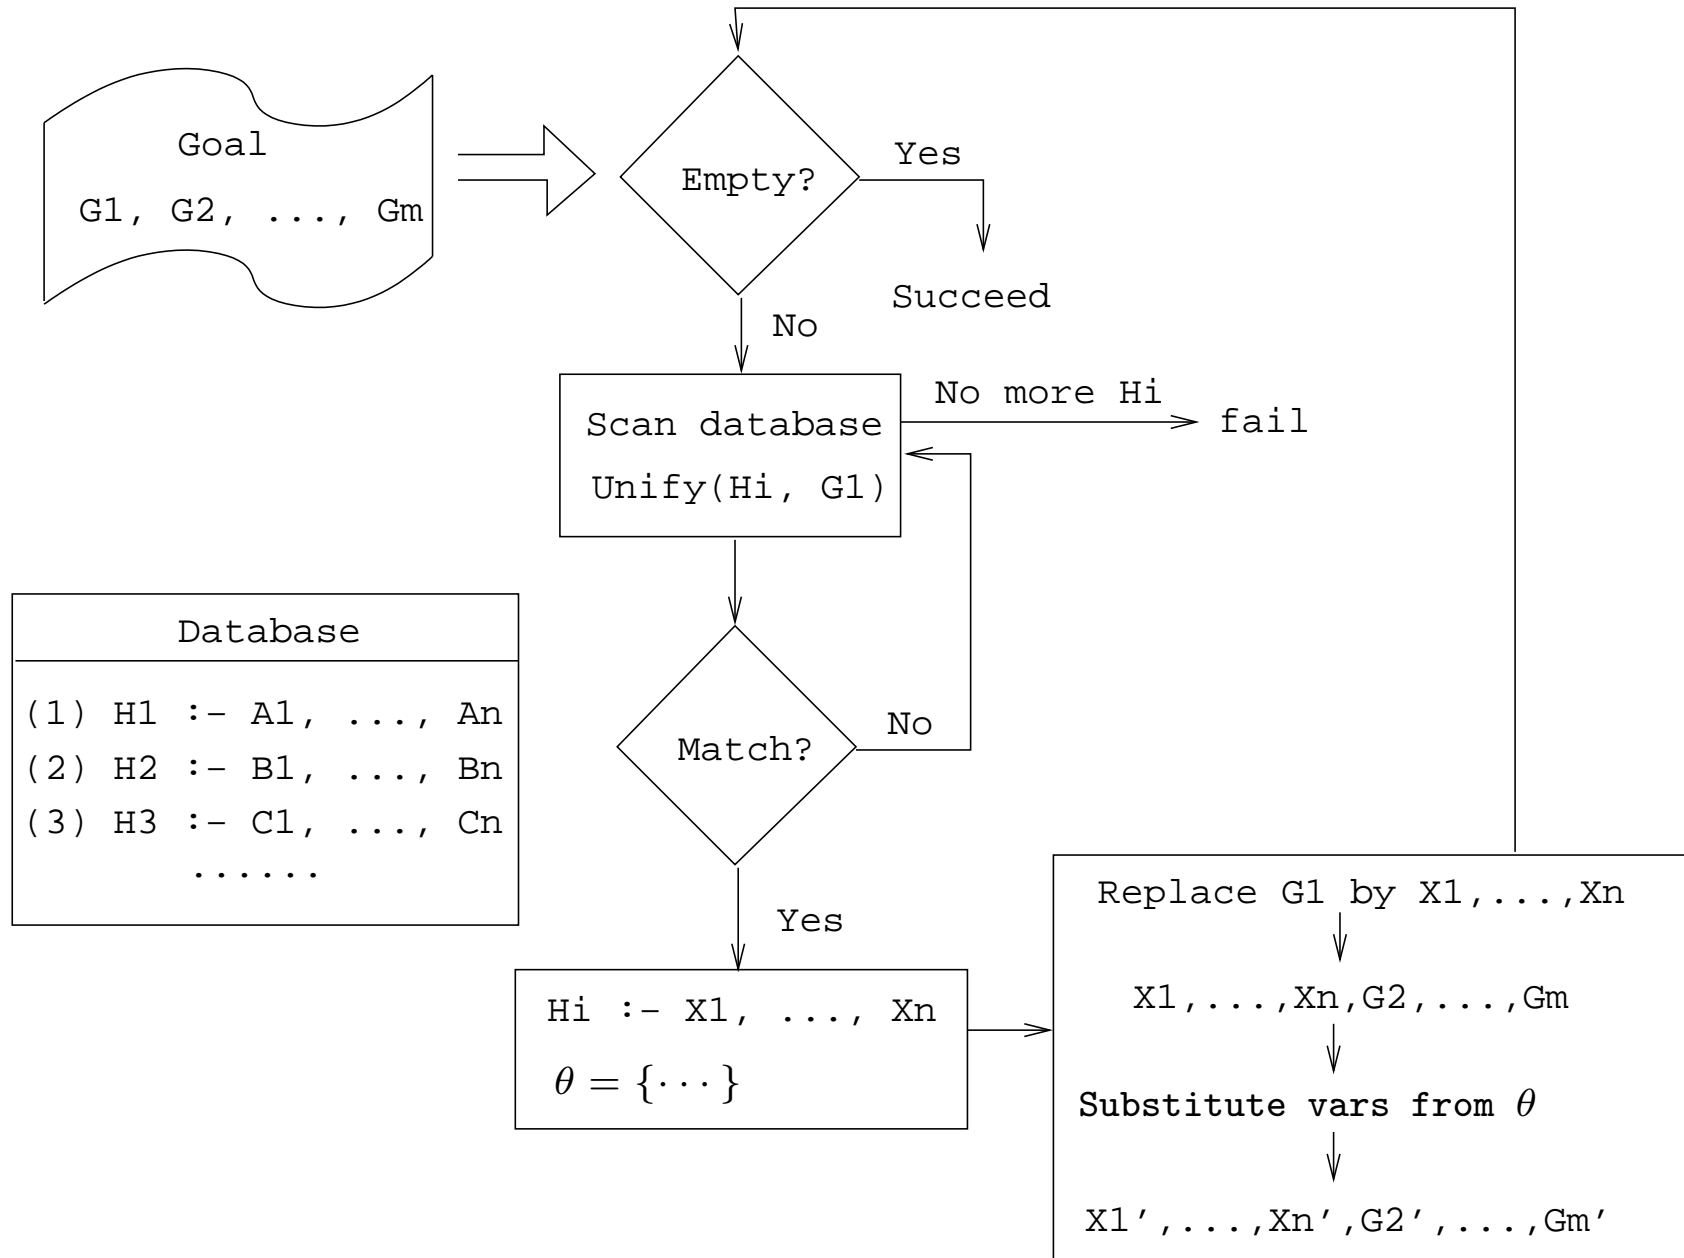 Goal
G1, G2, ..., Gm
Empty?
Yes
Succeed
No
Scan database
Unify(Hi, G1)
No more Hi
fail
Database
(1) H1 :- A1, ..., An
(2) H2 :- B1, ..., Bn
(3) H3 :- C1, ..., Cn
......
Match?
No
Yes
Hi :- X1, ..., Xn
θ = {⋯}
Replace G1 by X1,...,Xn
X1,...,Xn,G2,...,Gm
Substitute vars from θ
X1',...,Xn',G2',...,Gm'